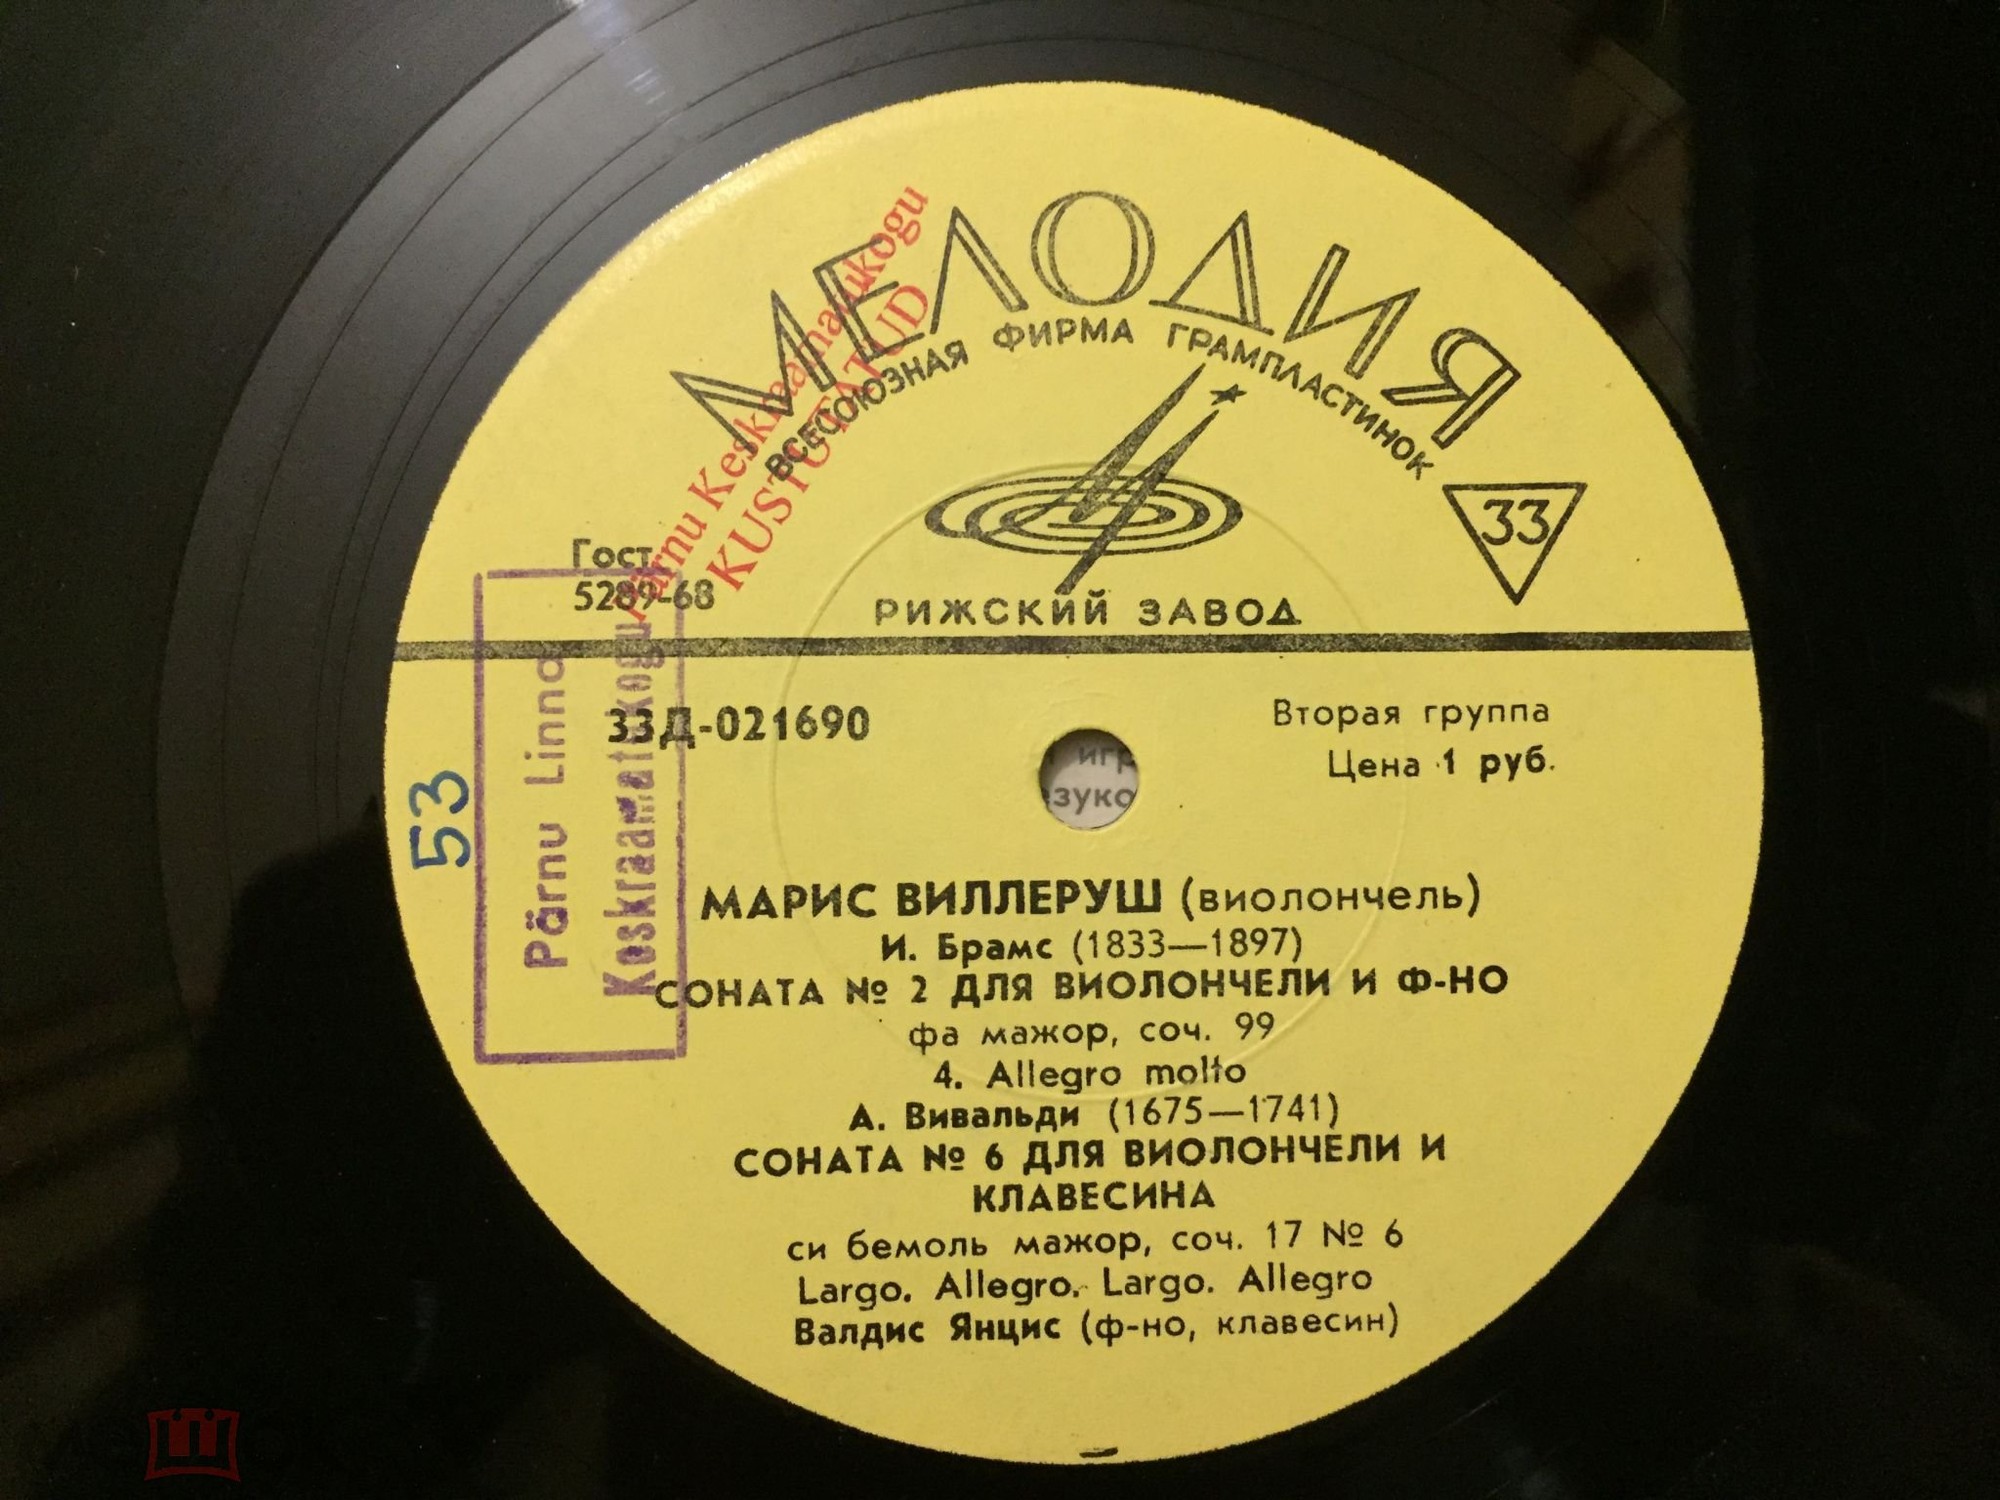 МЕЛОДИЯ
ВСЕСОЮЗНАЯ ФИРМА ГРАМПЛАСТИНОК
Pärnu Keskraamatukogu
KUSTUTATUD
33
Гост
5289-68
РИЖСКИЙ ЗАВОД
Pärnu Linna
Keskraamatukogu
53
33Д-021690
Вторая группа
Цена 1 руб.
игр
звуко
МАРИС ВИЛЛЕРУШ (виолончель)
И. Брамс (1833—1897)
СОНАТА № 2 ДЛЯ ВИОЛОНЧЕЛИ И Ф-НО
фа мажор, соч. 99
4. Allegro molto
А. Вивальди (1675—1741)
СОНАТА № 6 ДЛЯ ВИОЛОНЧЕЛИ И
КЛАВЕСИНА
си бемоль мажор, соч. 17 № 6
Largo. Allegro. Largo. Allegro
Валдис Янцис (ф-но, клавесин)